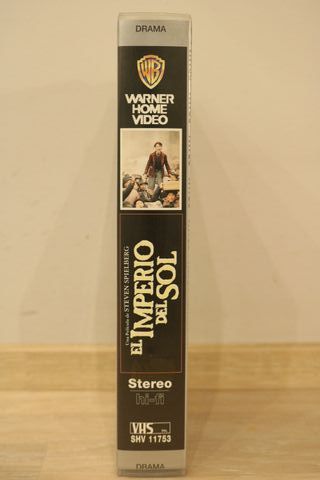 DRAMA
WB
WARNER
HOME
VIDEO
Una Película de STEVEN SPIELBERG
EL IMPERIO
DEL SOL
Stereo
hi-fi
VHS
SHV 11753
DRAMA